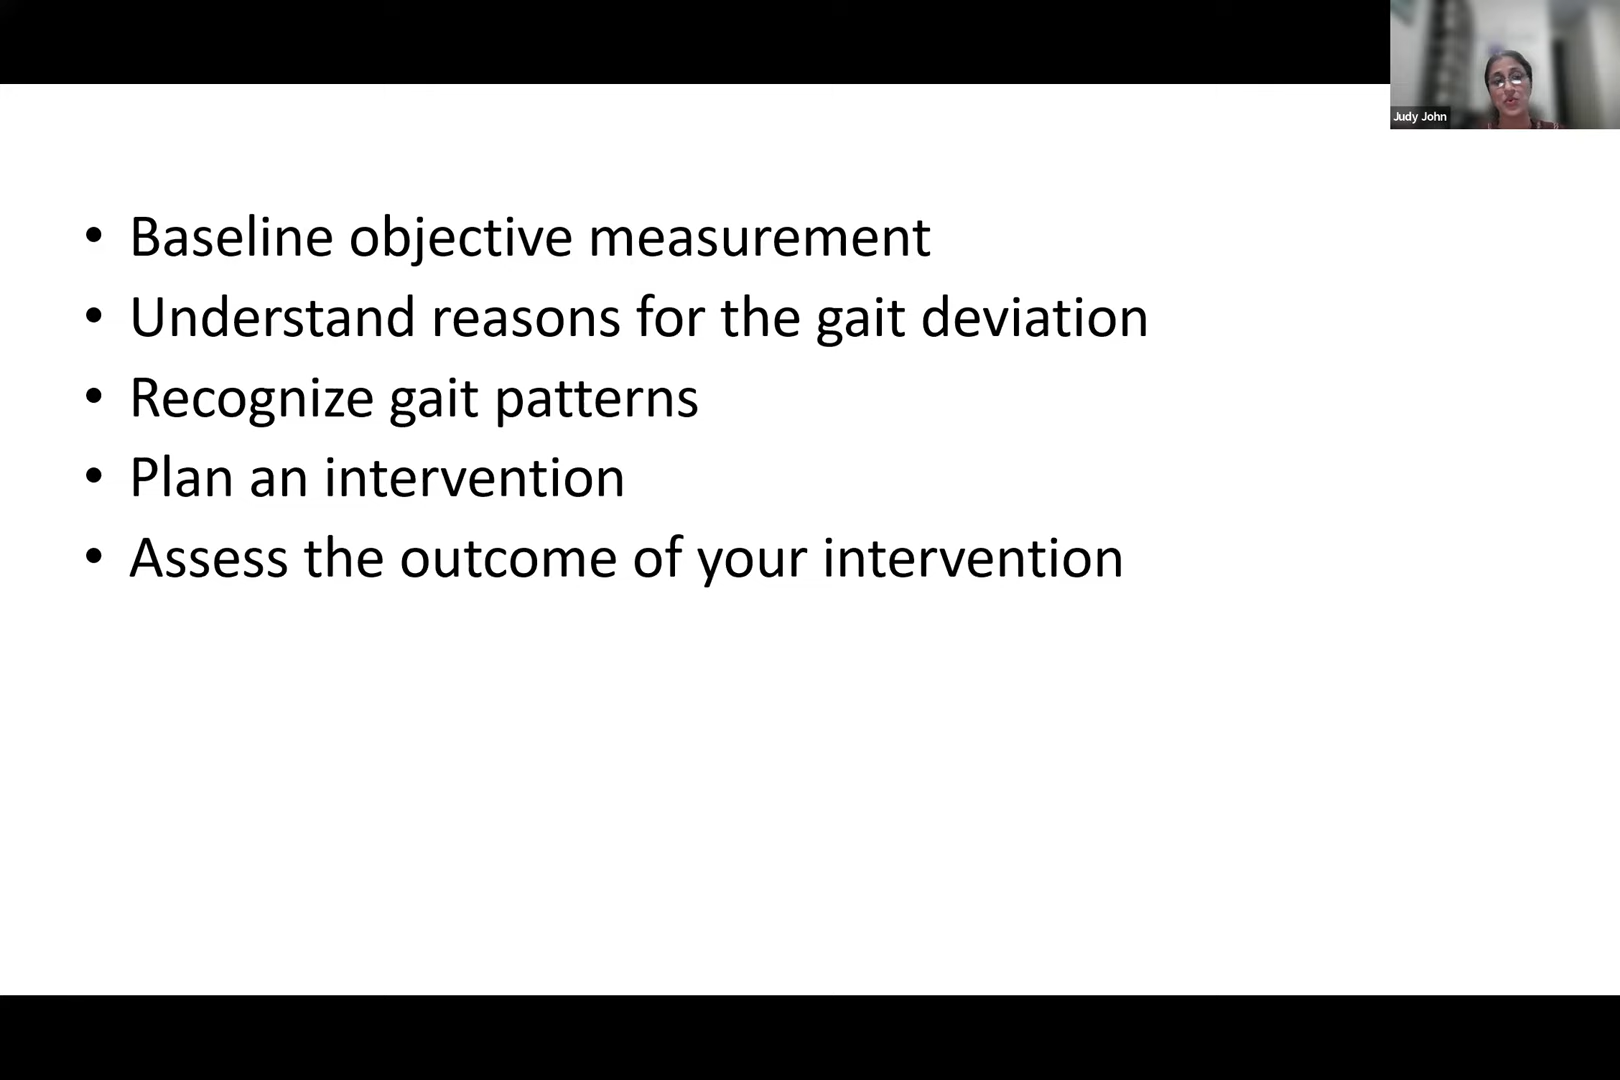 Judy John
• Baseline objective measurement
• Understand reasons for the gait deviation
• Recognize gait patterns
• Plan an intervention
• Assess the outcome of your intervention